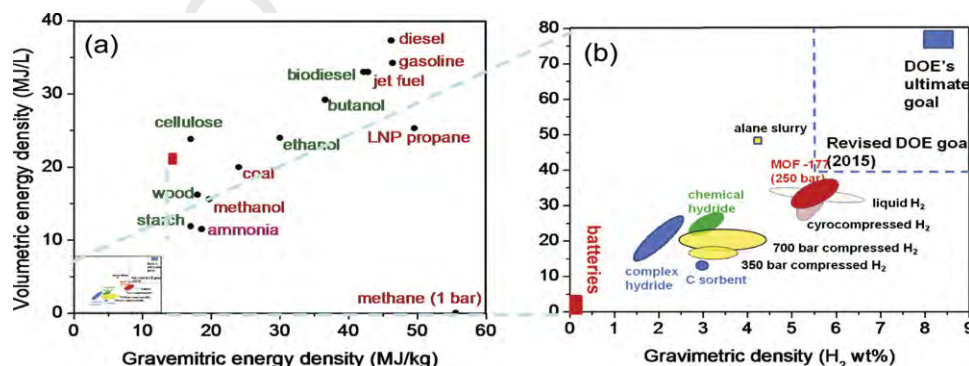 (a)
Volumetric energy density (MJ/L)
40
30
20
10
0
diesel
gasoline
biodiesel
jet fuel
butanol
cellulose
LNP propane
ethanol
coal
wood
methanol
starch
ammonia
methane (1 bar)
0 10 20 30 40 50 60
Gravemitric energy density (MJ/kg)
(b)
80
70
60
50
40
30
20
10
0
DOE's
ultimate
goal
alane slurry
Revised DOE goa
(2015)
MOF -177
(250 bar)
chemical
hydride
liquid H₂
cyrocompressed H₂
700 bar compressed H₂
350 bar compressed H₂
complex
hydride
C sorbent
batteries
0 1 2 3 4 5 6 7 8 9
Gravimetric density (H₂ wt%)